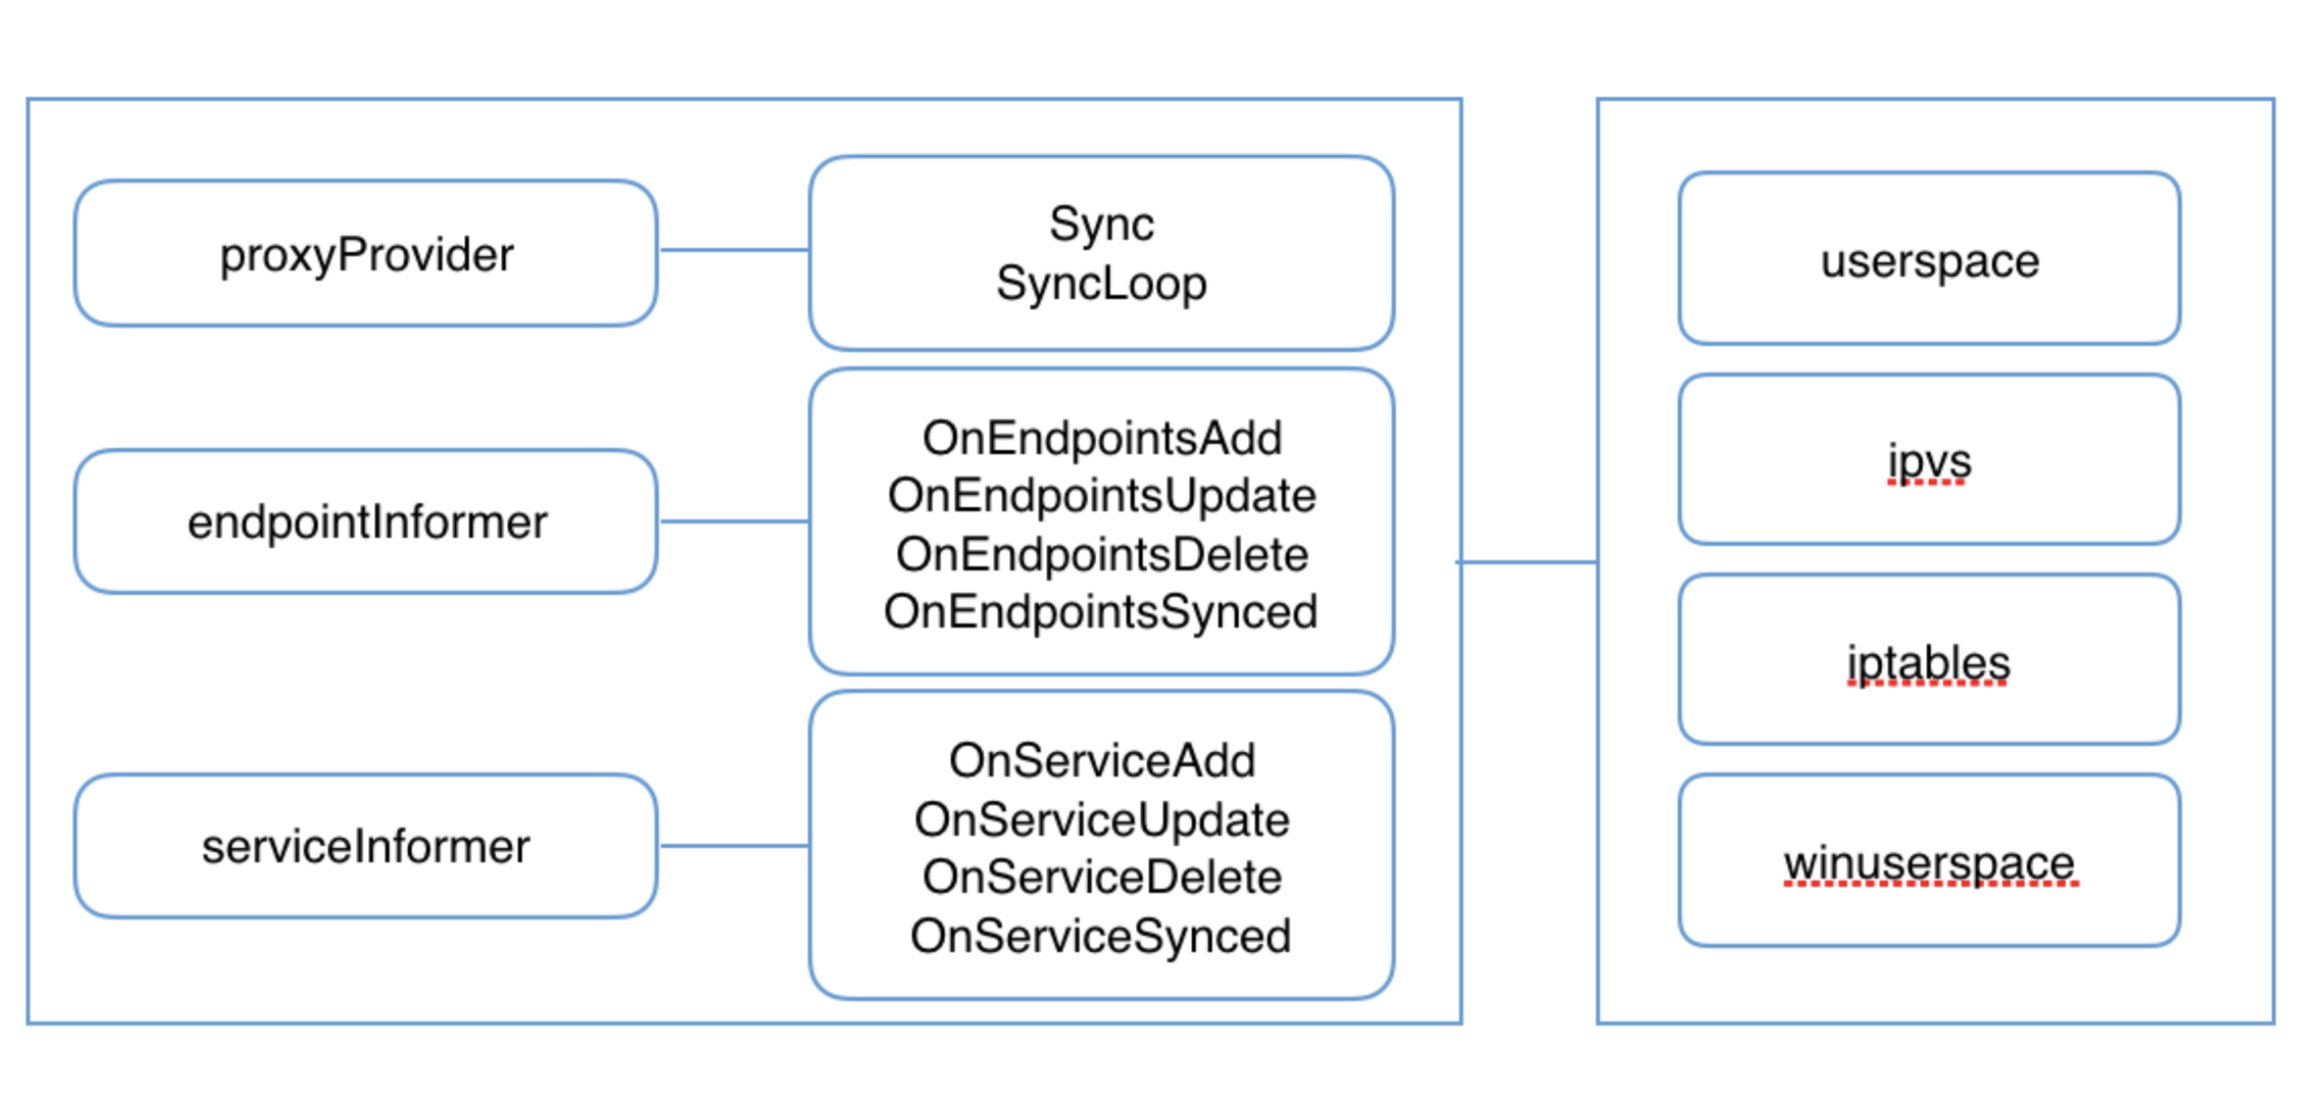 proxyProvider
Sync
SyncLoop
endpointInformer
OnEndpointsAdd
OnEndpointsUpdate
OnEndpointsDelete
OnEndpointsSynced
serviceInformer
OnServiceAdd
OnServiceUpdate
OnServiceDelete
OnServiceSynced
userspace
ipvs
iptables
winuserspace